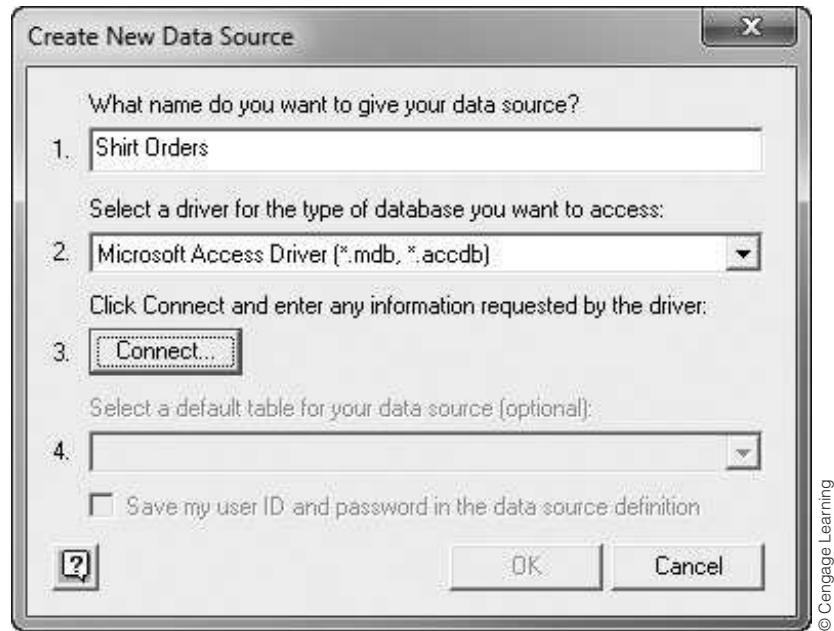 Create New Data Source
What name do you want to give your data source?
1. Shirt Orders
Select a driver for the type of database you want to access:
2. Microsoft Access Driver (*.mdb, *.accdb)
Click Connect and enter any information requested by the driver:
3. Connect...
Select a default table for your data source (optional):
4.
Save my user ID and password in the data source definition
? OK Cancel
© Cengage Learning